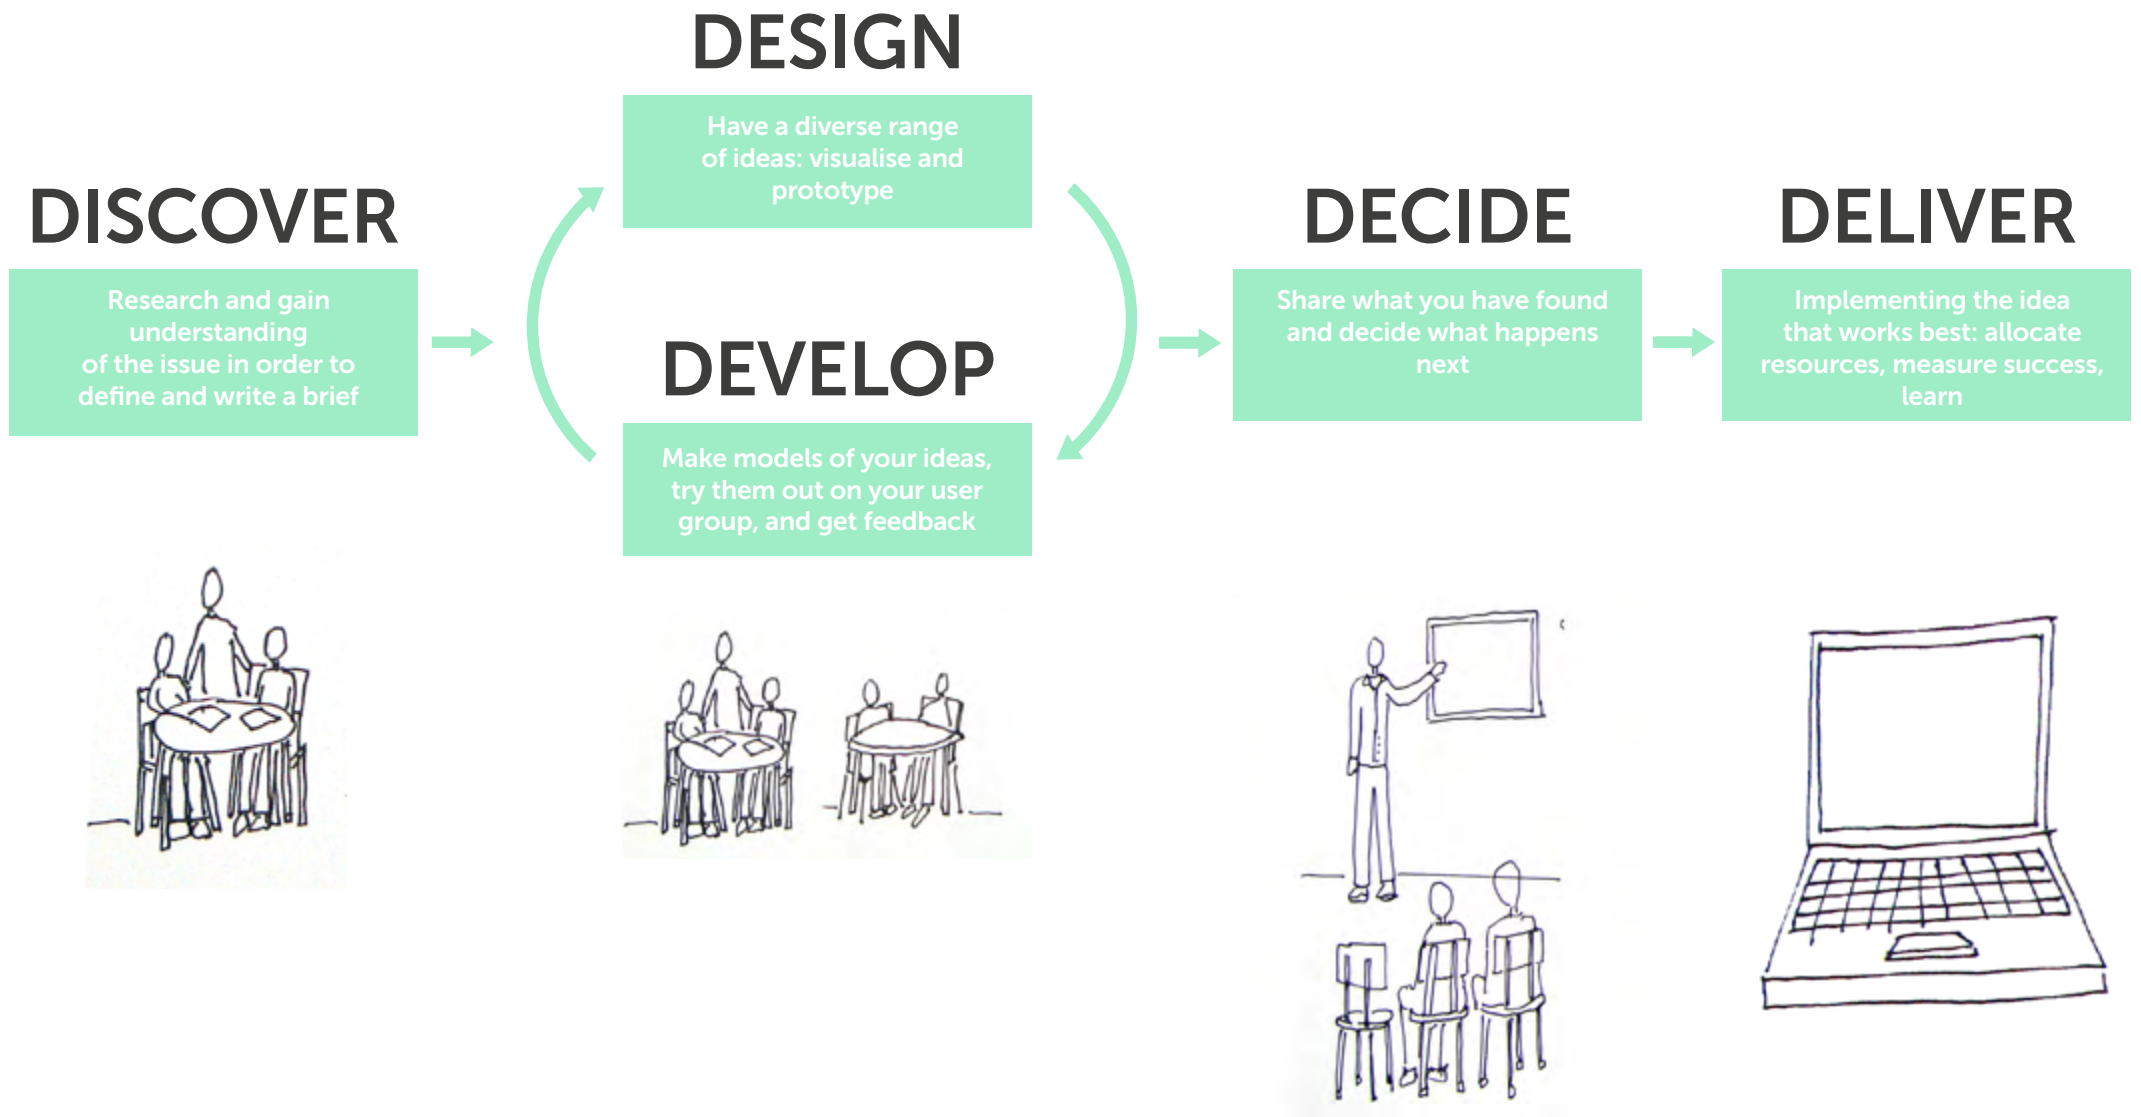 DISCOVER
Research and gain
understanding
of the issue in order to
define and write a brief
DESIGN
Have a diverse range
of ideas: visualise and
prototype
DEVELOP
Make models of your ideas,
try them out on your user
group, and get feedback
DECIDE
Share what you have found
and decide what happens
next
DELIVER
Implementing the idea
that works best: allocate
resources, measure success,
learn